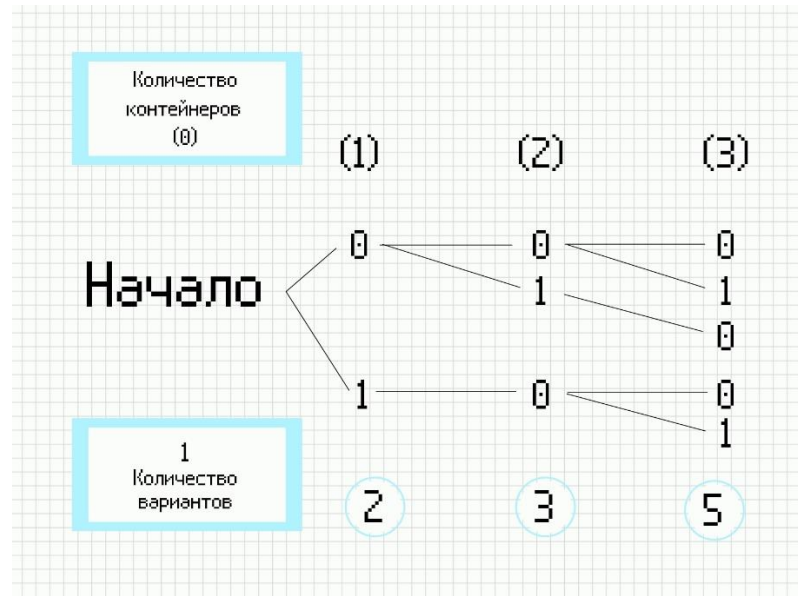 Количество
контейнеров
(0)
(1) (2) (3)
0 0 0
Начало
1 1
0
1 0 0
1
1
Количество
вариантов
2 3 5